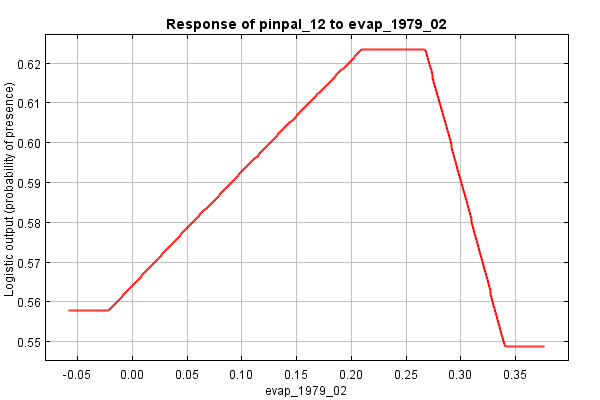 Response of pinpal_12 to evap_1979_02
Logistic output (probability of presence)
0.62
0.61
0.60
0.59
0.58
0.57
0.56
0.55
-0.05 0.00 0.05 0.10 0.15 0.20 0.25 0.30 0.35
evap_1979_02